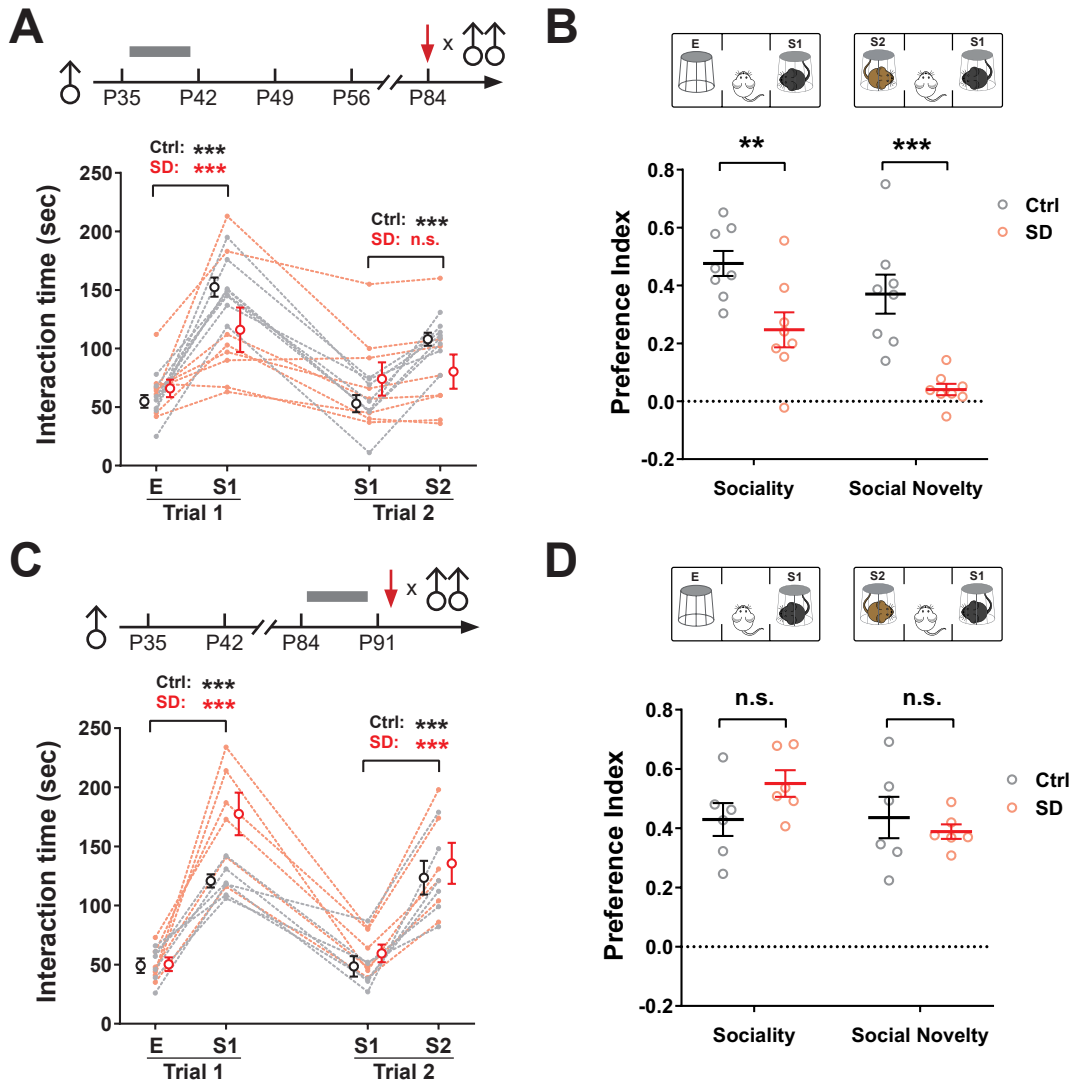 A
x
P35 P42 P49 P56 P84
Ctrl: ***
SD: ***
Ctrl: ***
SD: n.s.
Interaction time (sec)
250
200
150
100
50
0
E S1 S1 S2
Trial 1 Trial 2
B
E S1 S2 S1
** ***
Preference Index
0.8
0.6
0.4
0.2
0.0
-0.2
Ctrl
SD
Sociality Social Novelty
C
x
P35 P42 P84 P91
Ctrl: ***
SD: ***
Ctrl: ***
SD: ***
Interaction time (sec)
250
200
150
100
50
0
E S1 S1 S2
Trial 1 Trial 2
D
E S1 S2 S1
n.s. n.s.
Preference Index
0.8
0.6
0.4
0.2
0.0
-0.2
Ctrl
SD
Sociality Social Novelty